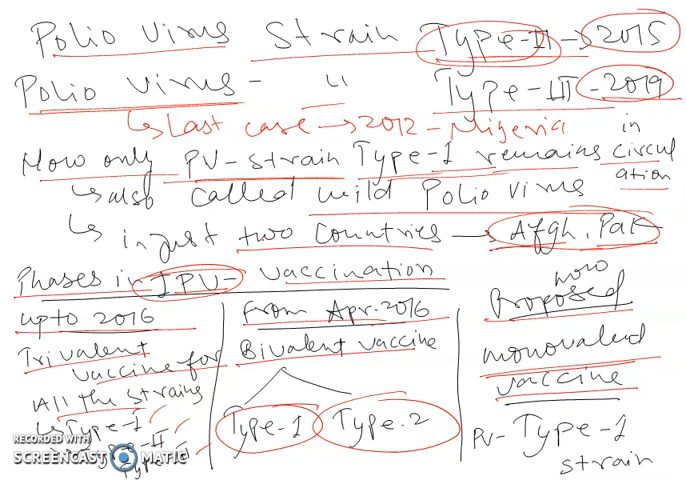 Polio virus Strain Type-II → 2015
Polio virus - " Type-III - 2019
↳ Last case → 2012 - Nigeria
Now only PV-strain Type-1 remains in circulation
↳ also called wild Polio virus
↳ in just two countries → Afgh, Pak
Phases in IPV- vaccination
upto 2016
Trivalent
vaccine for
All the strains
↳ Type-I
Type-II
Type-
From Apr. 2016
Bivalent vaccine
Type-1 Type-2
now
Proposed
monovalend
vaccine
PV- Type-1
strain
RECORDED WITH
SCREENCAST MATIC